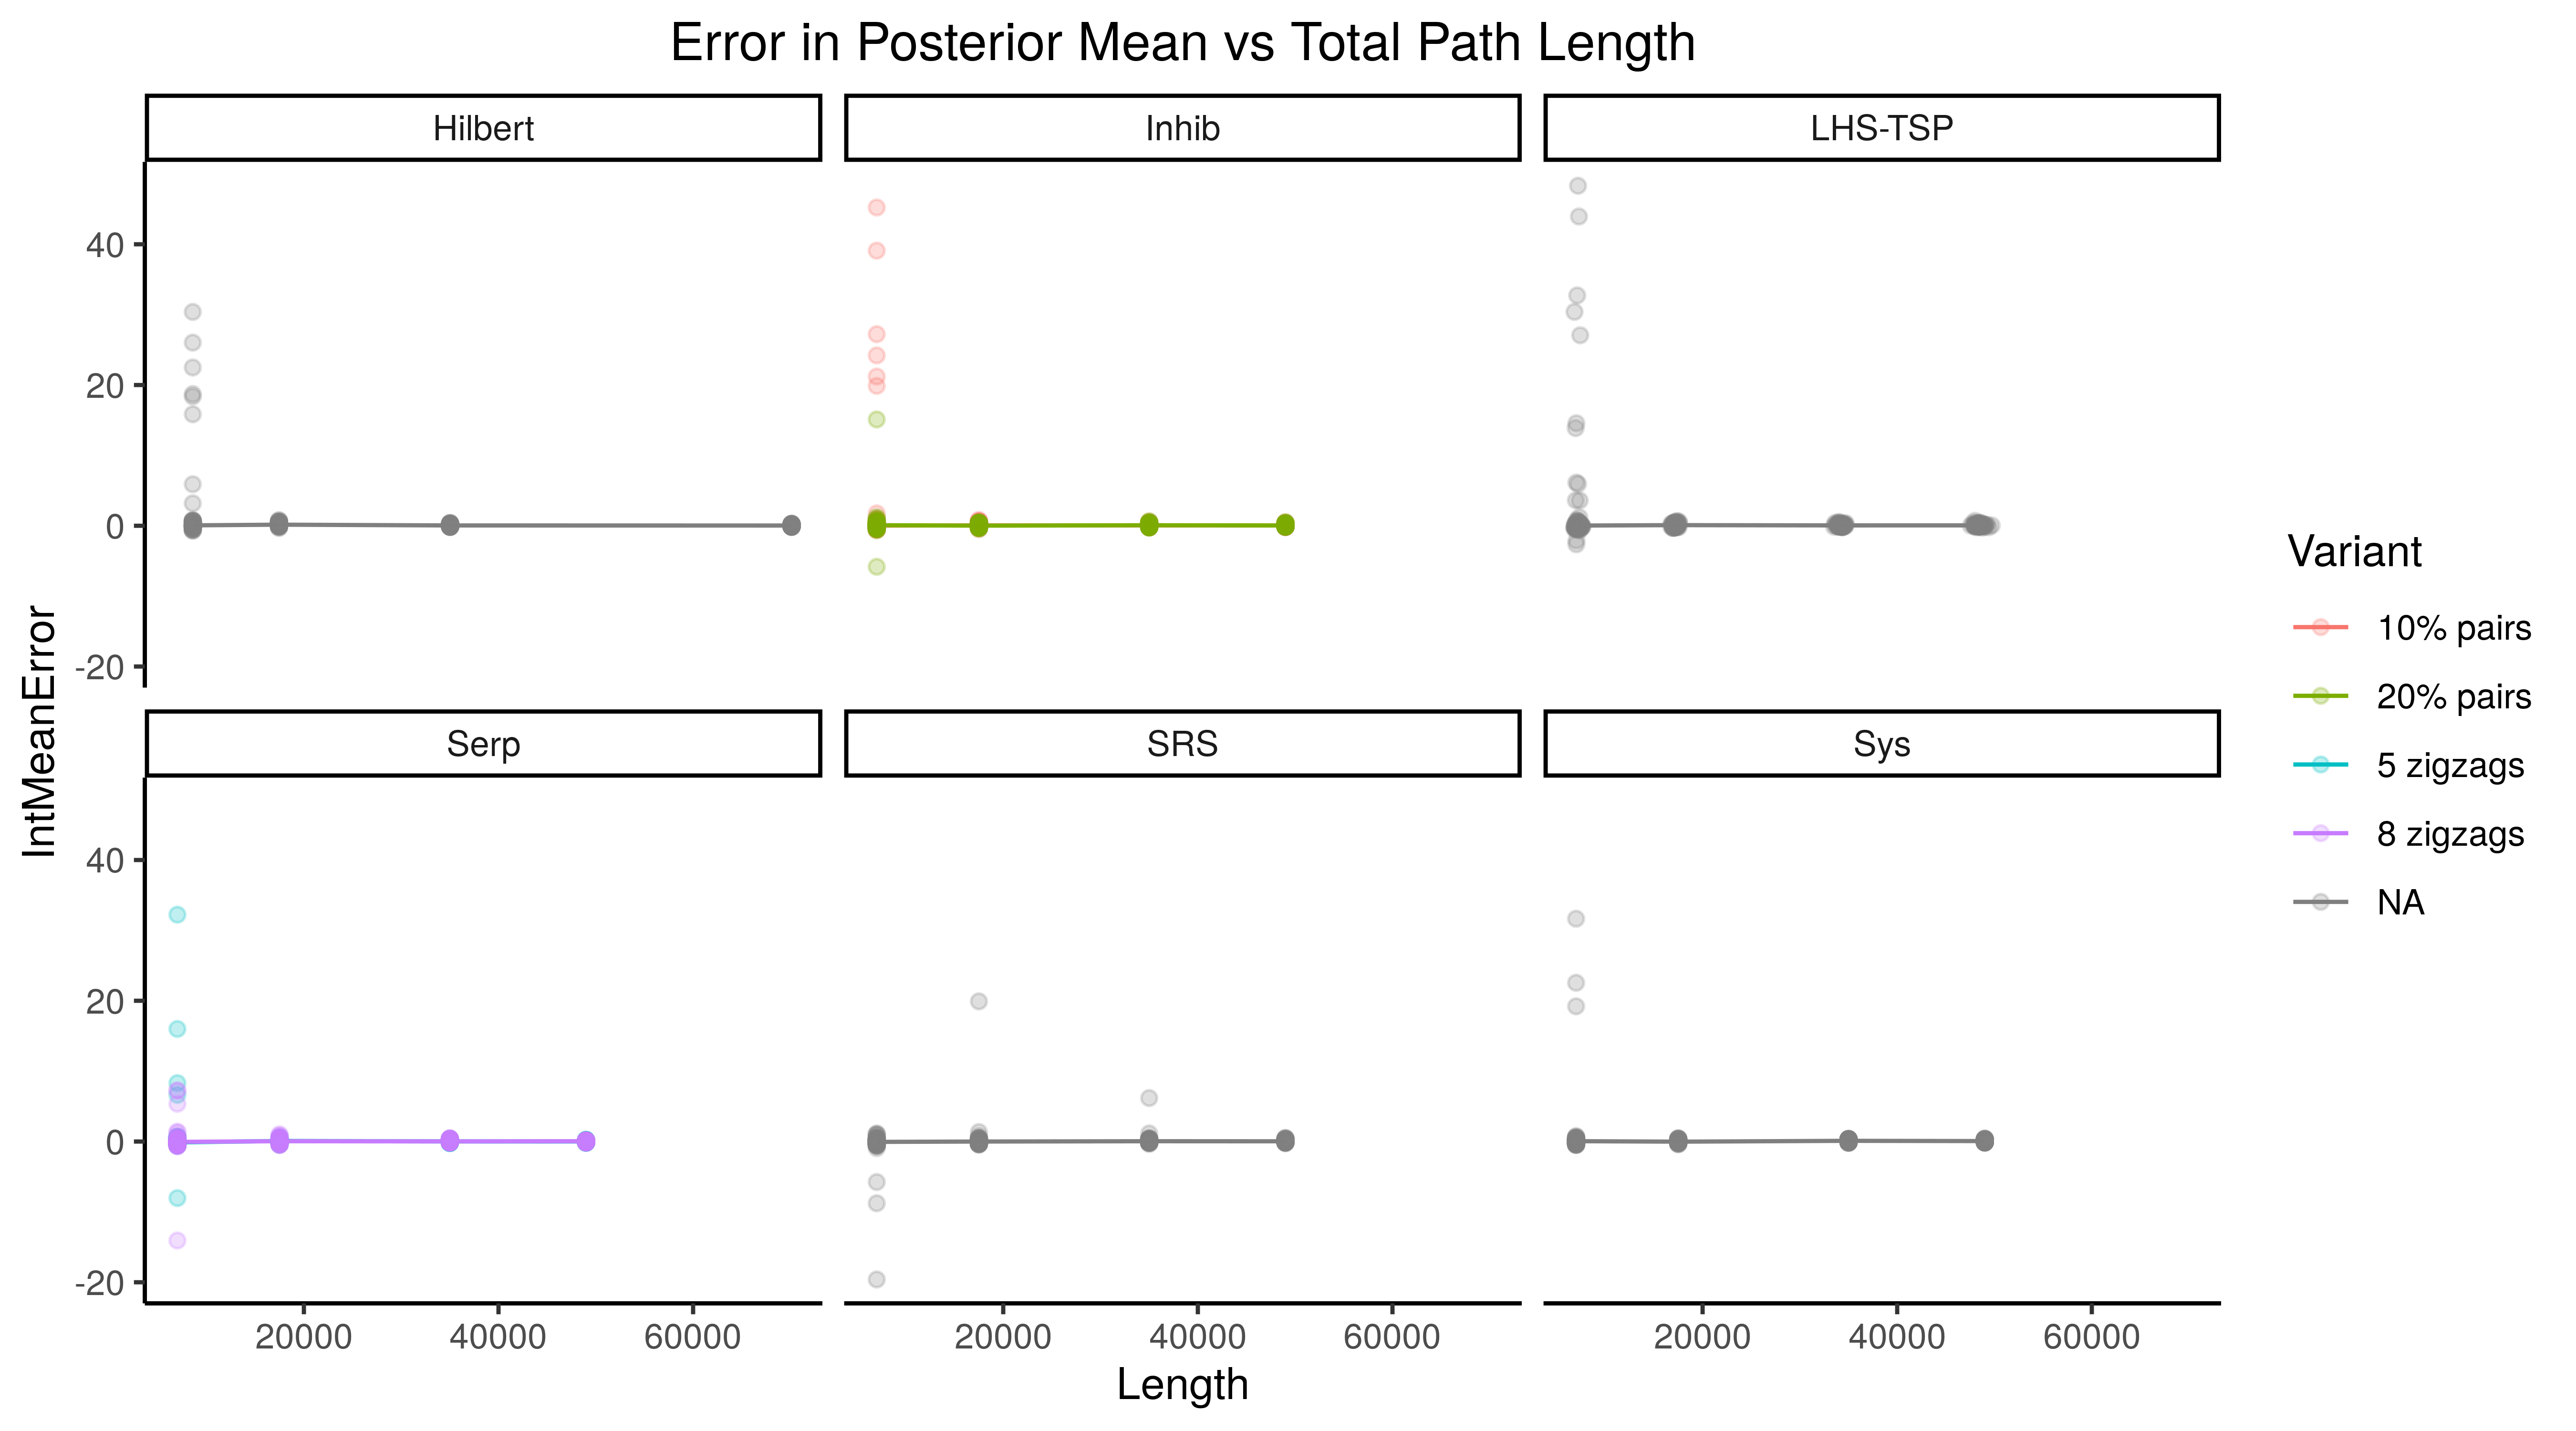 Error in Posterior Mean vs Total Path Length
Hilbert
Inhib
LHS-TSP
40
20
0
-20
Serp
SRS
Sys
40
20
0
-20
20000 40000 60000
20000 40000 60000
20000 40000 60000
Length
IntMeanError
Variant
10% pairs
20% pairs
5 zigzags
8 zigzags
NA